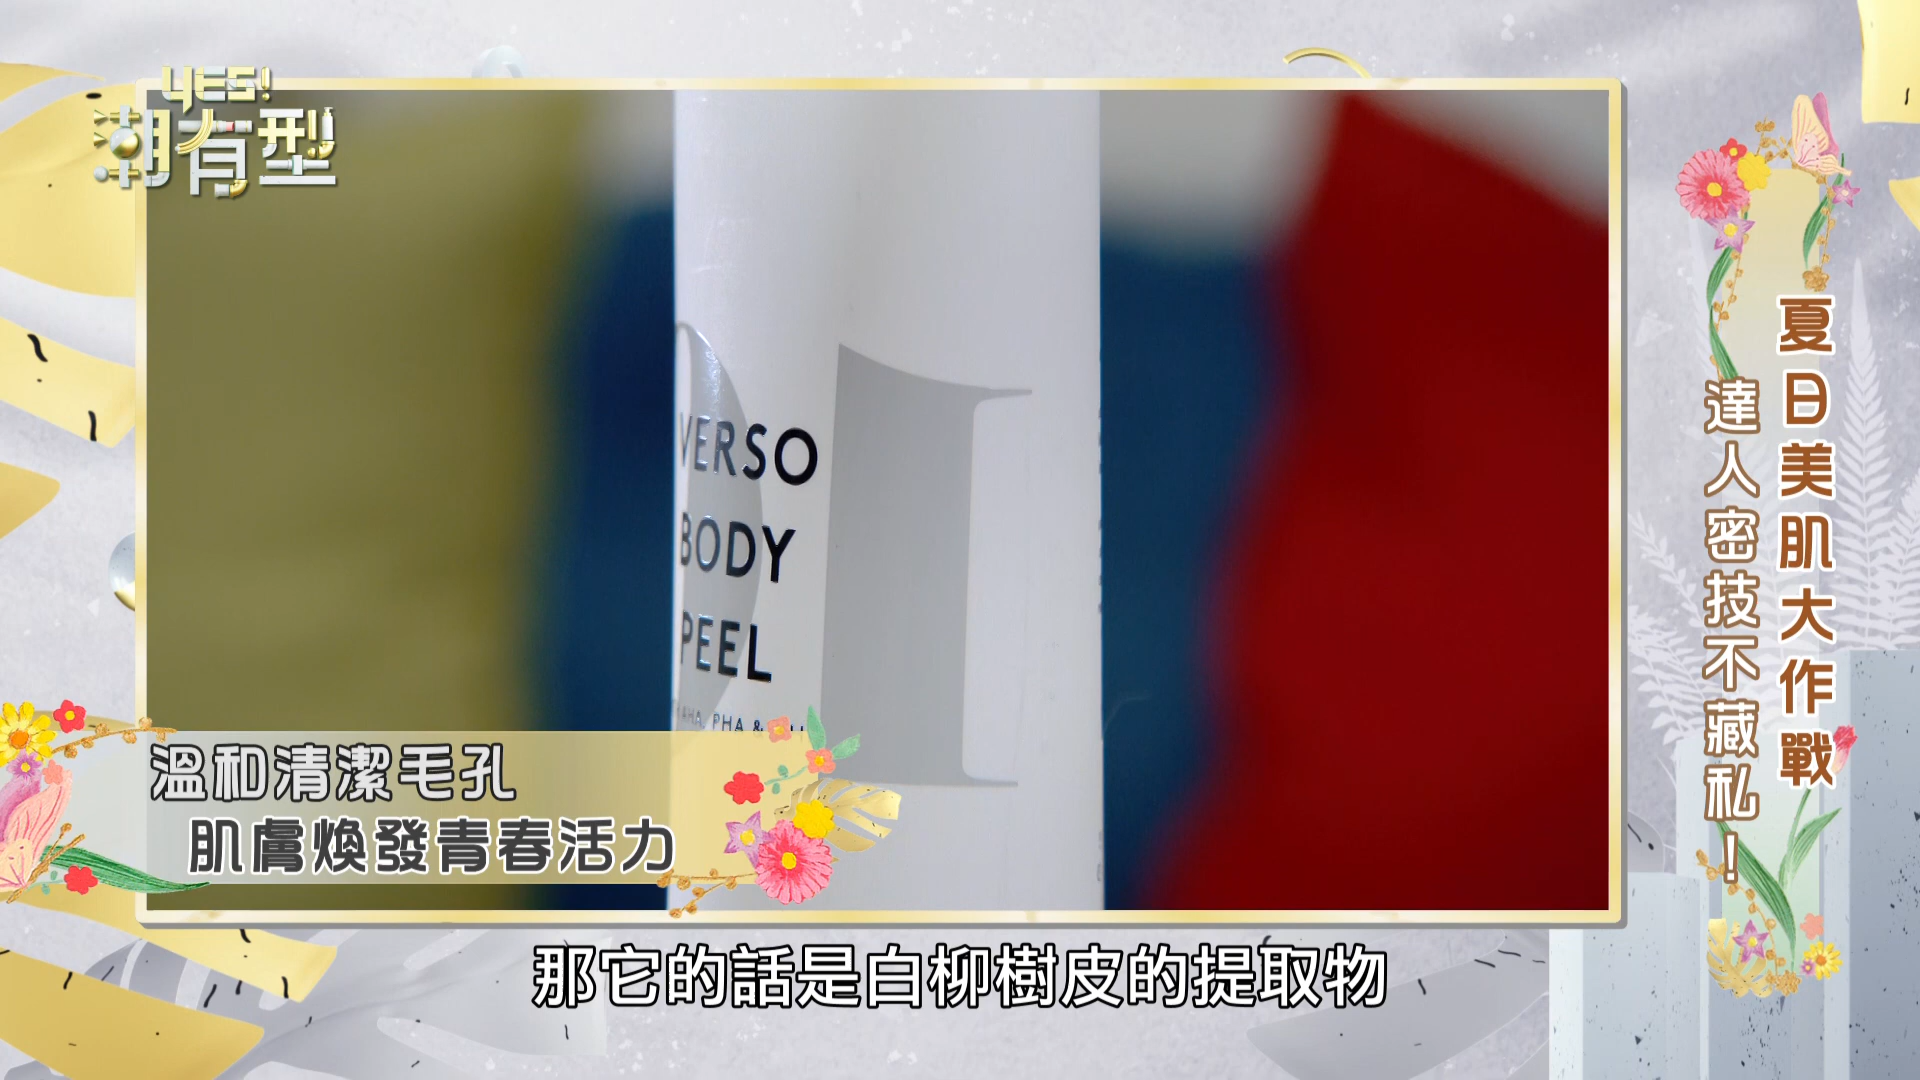 YES!
潮有型
VERSO
BODY
PEEL
AHA, PHA &
溫和清潔毛孔
肌膚煥發青春活力
夏日美肌大作戰
達人密技不藏私！
那它的話是白柳樹皮的提取物